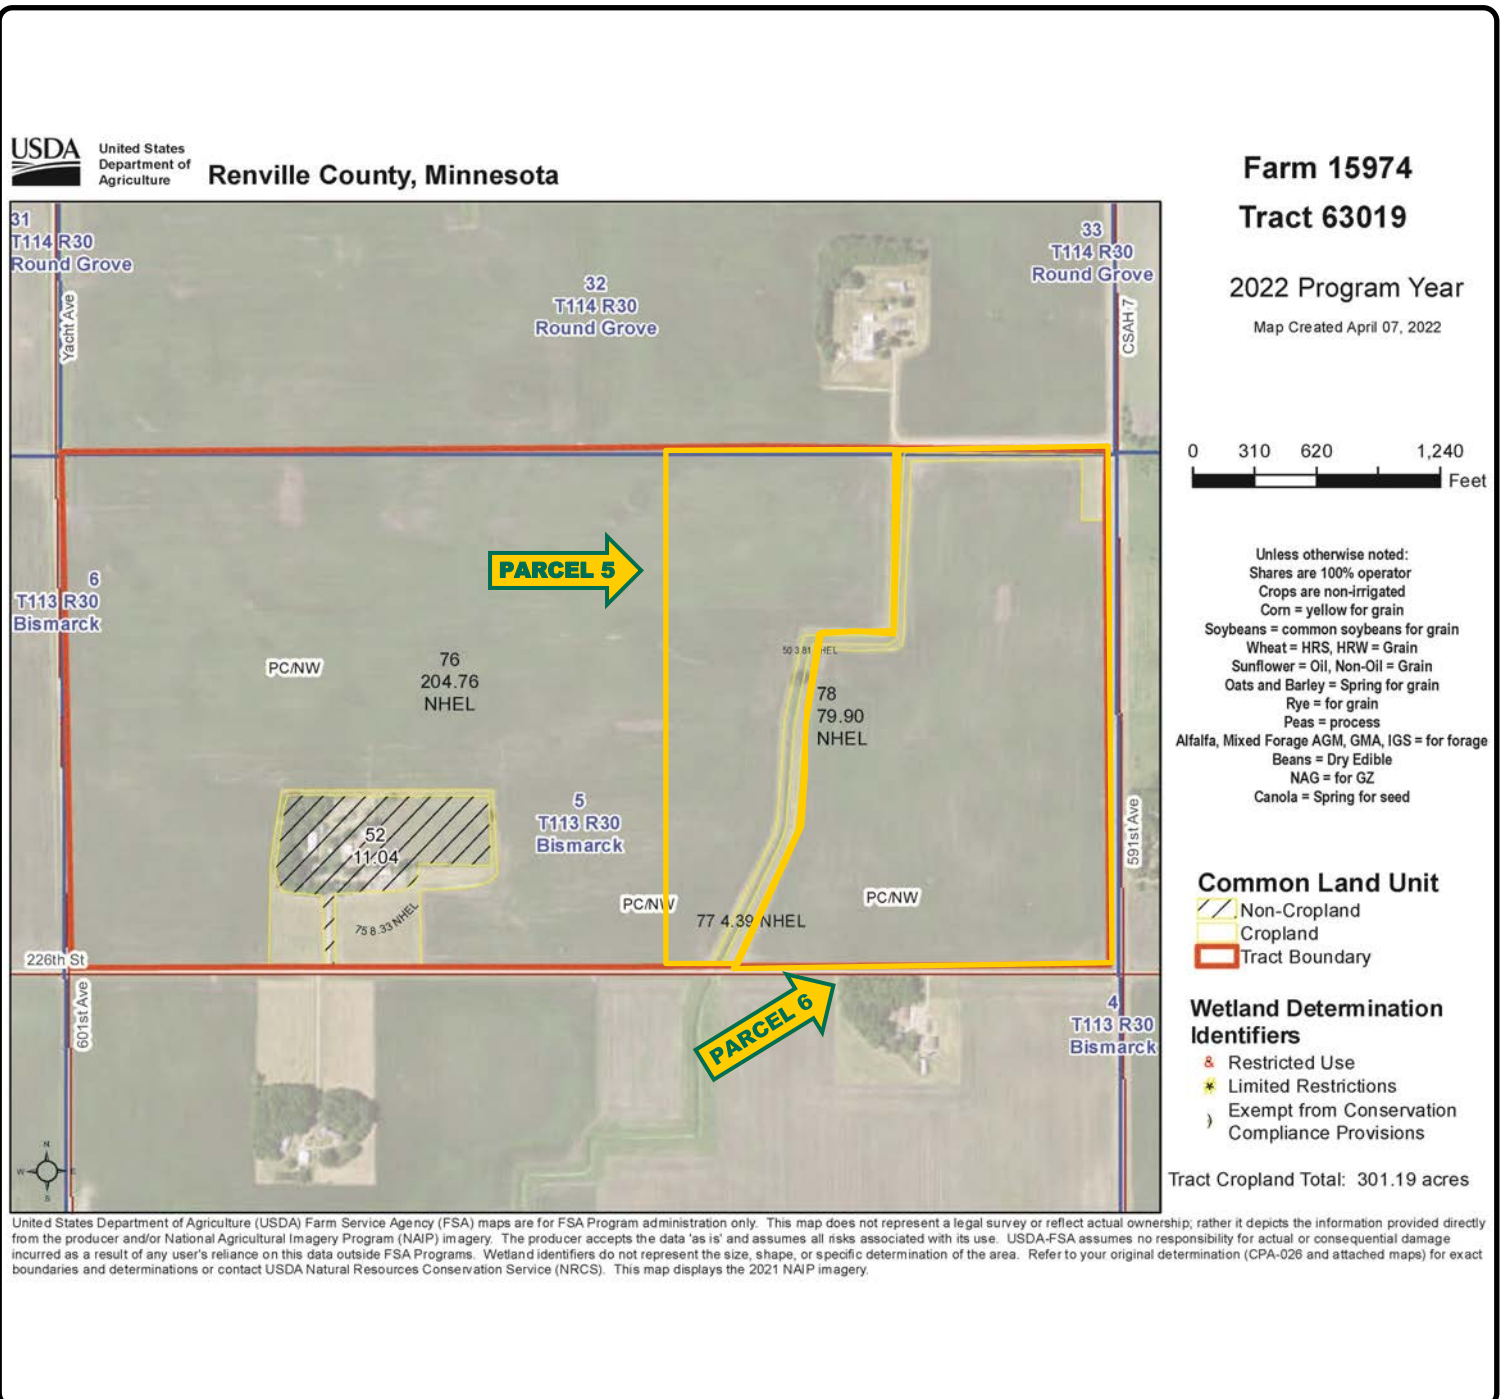 USDA
United States
Department of
Agriculture
Renville County, Minnesota
Farm 15974
Tract 63019
2022 Program Year
Map Created April 07, 2022
31
T114 R30
Round Grove
32
T114 R30
Round Grove
33
T114 R30
Round Grove
Yacht Ave
CSAH 7
0 310 620 1,240
Feet
PARCEL 5
6
T113 R30
Bismarck
PC/NW
76
204.76
NHEL
50 3.81 NHEL
78
79.90
NHEL
52
11.04
5
T113 R30
Bismarck
591st Ave
PC/NW
PC/NW
75 8.33 NHEL
77 4.39 NHEL
226th St
601st Ave
PARCEL 6
4
T113 R30
Bismarck
N
W E
S
Unless otherwise noted:
Shares are 100% operator
Crops are non-irrigated
Corn = yellow for grain
Soybeans = common soybeans for grain
Wheat = HRS, HRW = Grain
Sunflower = Oil, Non-Oil = Grain
Oats and Barley = Spring for grain
Rye = for grain
Peas = process
Alfalfa, Mixed Forage AGM, GMA, IGS = for forage
Beans = Dry Edible
NAG = for GZ
Canola = Spring for seed
Common Land Unit
Non-Cropland
Cropland
Tract Boundary
Wetland Determination
Identifiers
Restricted Use
Limited Restrictions
Exempt from Conservation
Compliance Provisions
Tract Cropland Total: 301.19 acres
United States Department of Agriculture (USDA) Farm Service Agency (FSA) maps are for FSA Program administration only. This map does not represent a legal survey or reflect actual ownership; rather it depicts the information provided directly
from the producer and/or National Agricultural Imagery Program (NAIP) imagery. The producer accepts the data 'as is' and assumes all risks associated with its use. USDA-FSA assumes no responsibility for actual or consequential damage
incurred as a result of any user's reliance on this data outside FSA Programs. Wetland identifiers do not represent the size, shape, or specific determination of the area. Refer to your original determination (CPA-026 and attached maps) for exact
boundaries and determinations or contact USDA Natural Resources Conservation Service (NRCS). This map displays the 2021 NAIP imagery.